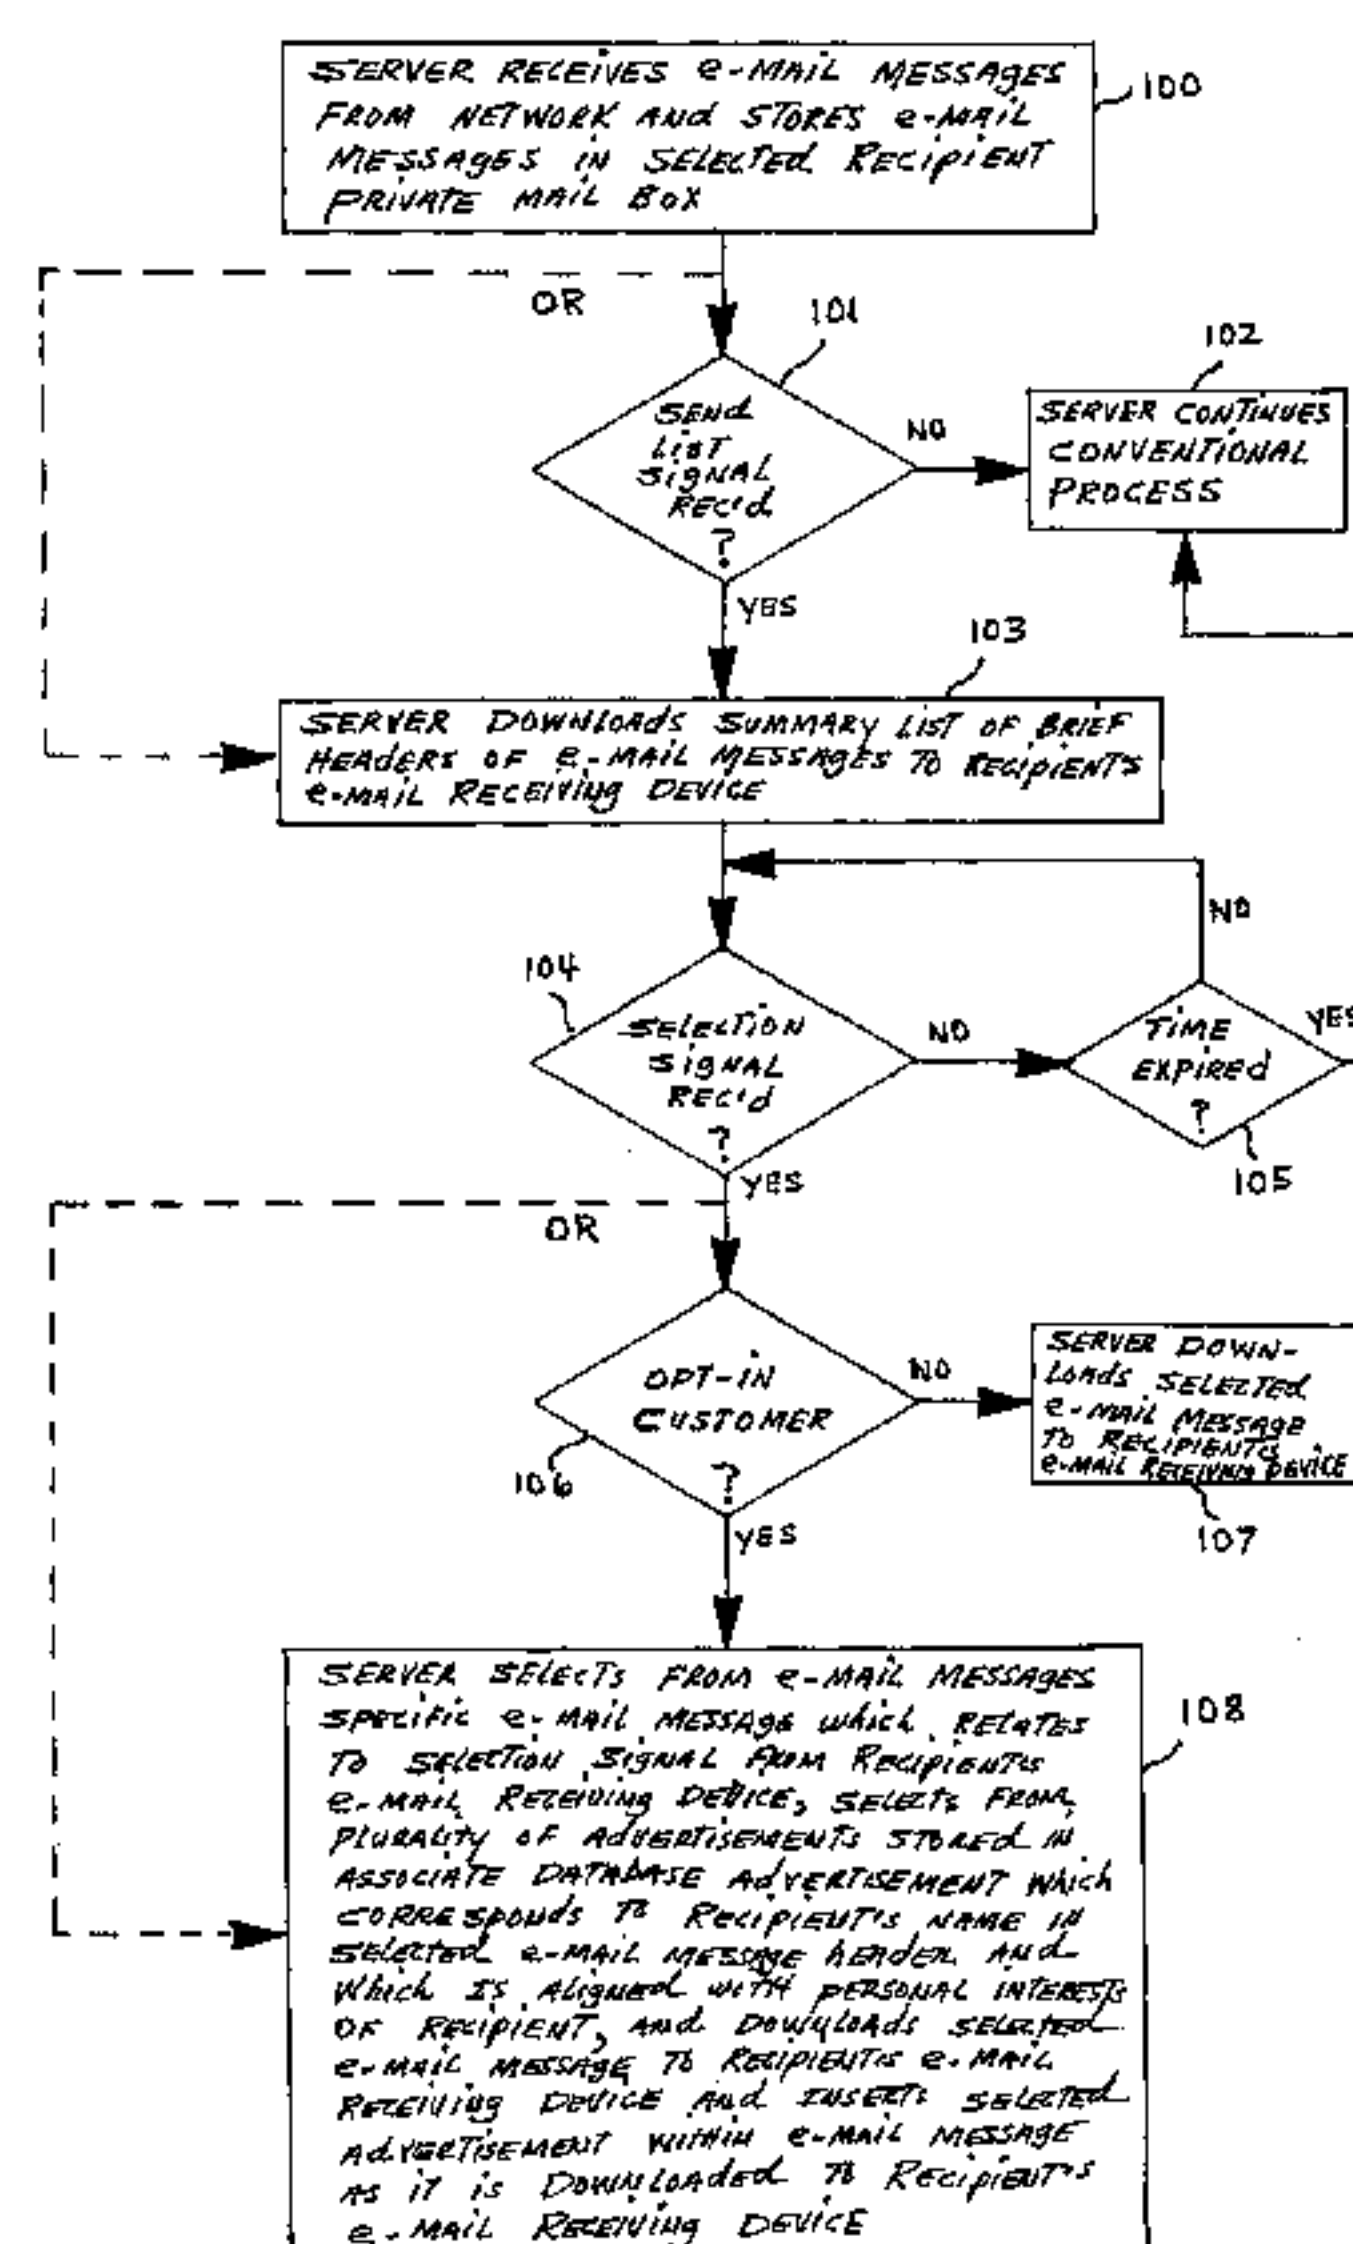 SERVER RECEIVES e-MAIL MESSAGES
FROM NETWORK AND STORES e-MAIL
MESSAGES IN SELECTED RECIPIENT
PRIVATE MAIL BOX
100
OR
101
SEND
LIST
SIGNAL
REC'd
?
NO
102
SERVER CONTINUES
CONVENTIONAL
PROCESS
YES
103
SERVER DOWNLOADS SUMMARY LIST OF BRIEF
HEADERS OF e-MAIL MESSAGES TO RECIPIENT'S
e-MAIL RECEIVING DEVICE
NO
104
SELECTION
SIGNAL
REC'd
?
NO
TIME
EXPIRED
?
YES
105
YES
OR
OPT-IN
CUSTOMER
?
106
NO
SERVER DOWN-
LOADS SELECTED
e-MAIL MESSAGE
TO RECIPIENT'S
e-MAIL RECEIVING DEVICE
107
YES
SERVER SELECTS FROM e-MAIL MESSAGES
SPECIFIC e-MAIL MESSAGE WHICH RELATES
TO SELECTION SIGNAL FROM RECIPIENT'S
e-MAIL RECEIVING DEVICE, SELECTS FROM
PLURALITY OF ADVERTISEMENTS STORED IN
ASSOCIATE DATABASE ADVERTISEMENT WHICH
CORRESPONDS TO RECIPIENT'S NAME IN
SELECTED e-MAIL MESSAGE HEADER AND
WHICH IS ALIGNED WITH PERSONAL INTERESTS
OF RECIPIENT, AND DOWNLOADS SELECTED
e-MAIL MESSAGE TO RECIPIENT'S e-MAIL
RECEIVING DEVICE AND INSERTS SELECTED
ADVERTISEMENT WITHIN e-MAIL MESSAGE
AS IT IS DOWNLOADED TO RECIPIENT'S
e-MAIL RECEIVING DEVICE
108